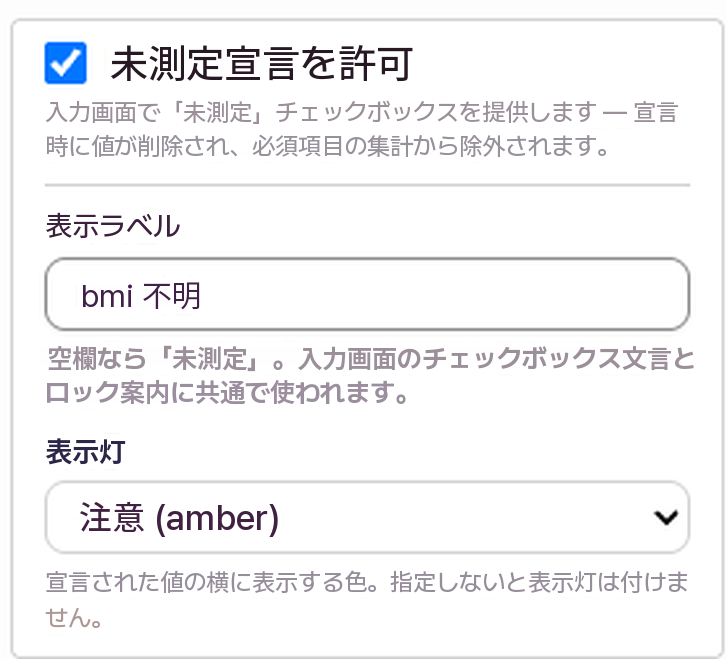 未測定宣言を許可
入力画面で「未測定」チェックボックスを提供します — 宣言
時に値が削除され、必須項目の集計から除外されます。
表示ラベル
bmi 不明
空欄なら「未測定」。入力画面のチェックボックス文言と
ロック案内に共通で使われます。
表示灯
注意 (amber)
宣言された値の横に表示する色。指定しないと表示灯は付けま
せん。